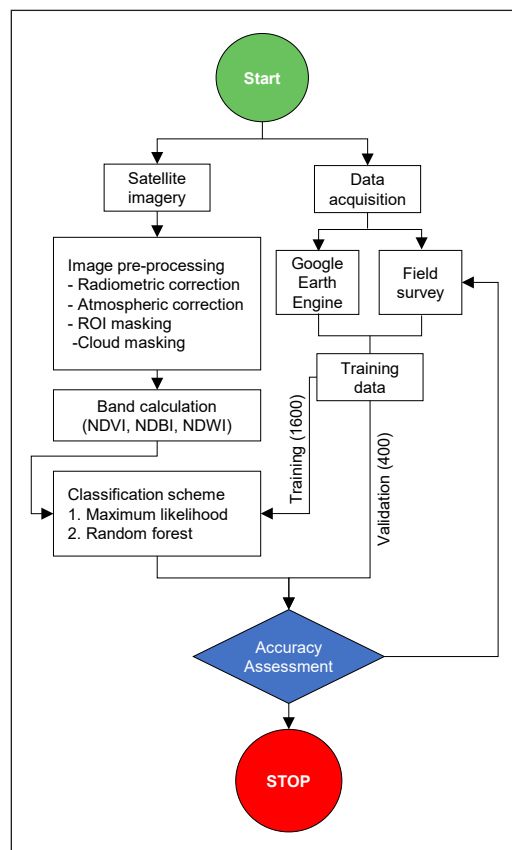 Start
Satellite
imagery
Data
acquisition
Image pre-processing
- Radiometric correction
- Atmospheric correction
- ROI masking
-Cloud masking
Google
Earth
Engine
Field
survey
Training
data
Band calculation
(NDVI, NDBI, NDWI)
Training (1600)
Validation (400)
Classification scheme
1. Maximum likelihood
2. Random forest
Accuracy
Assessment
STOP